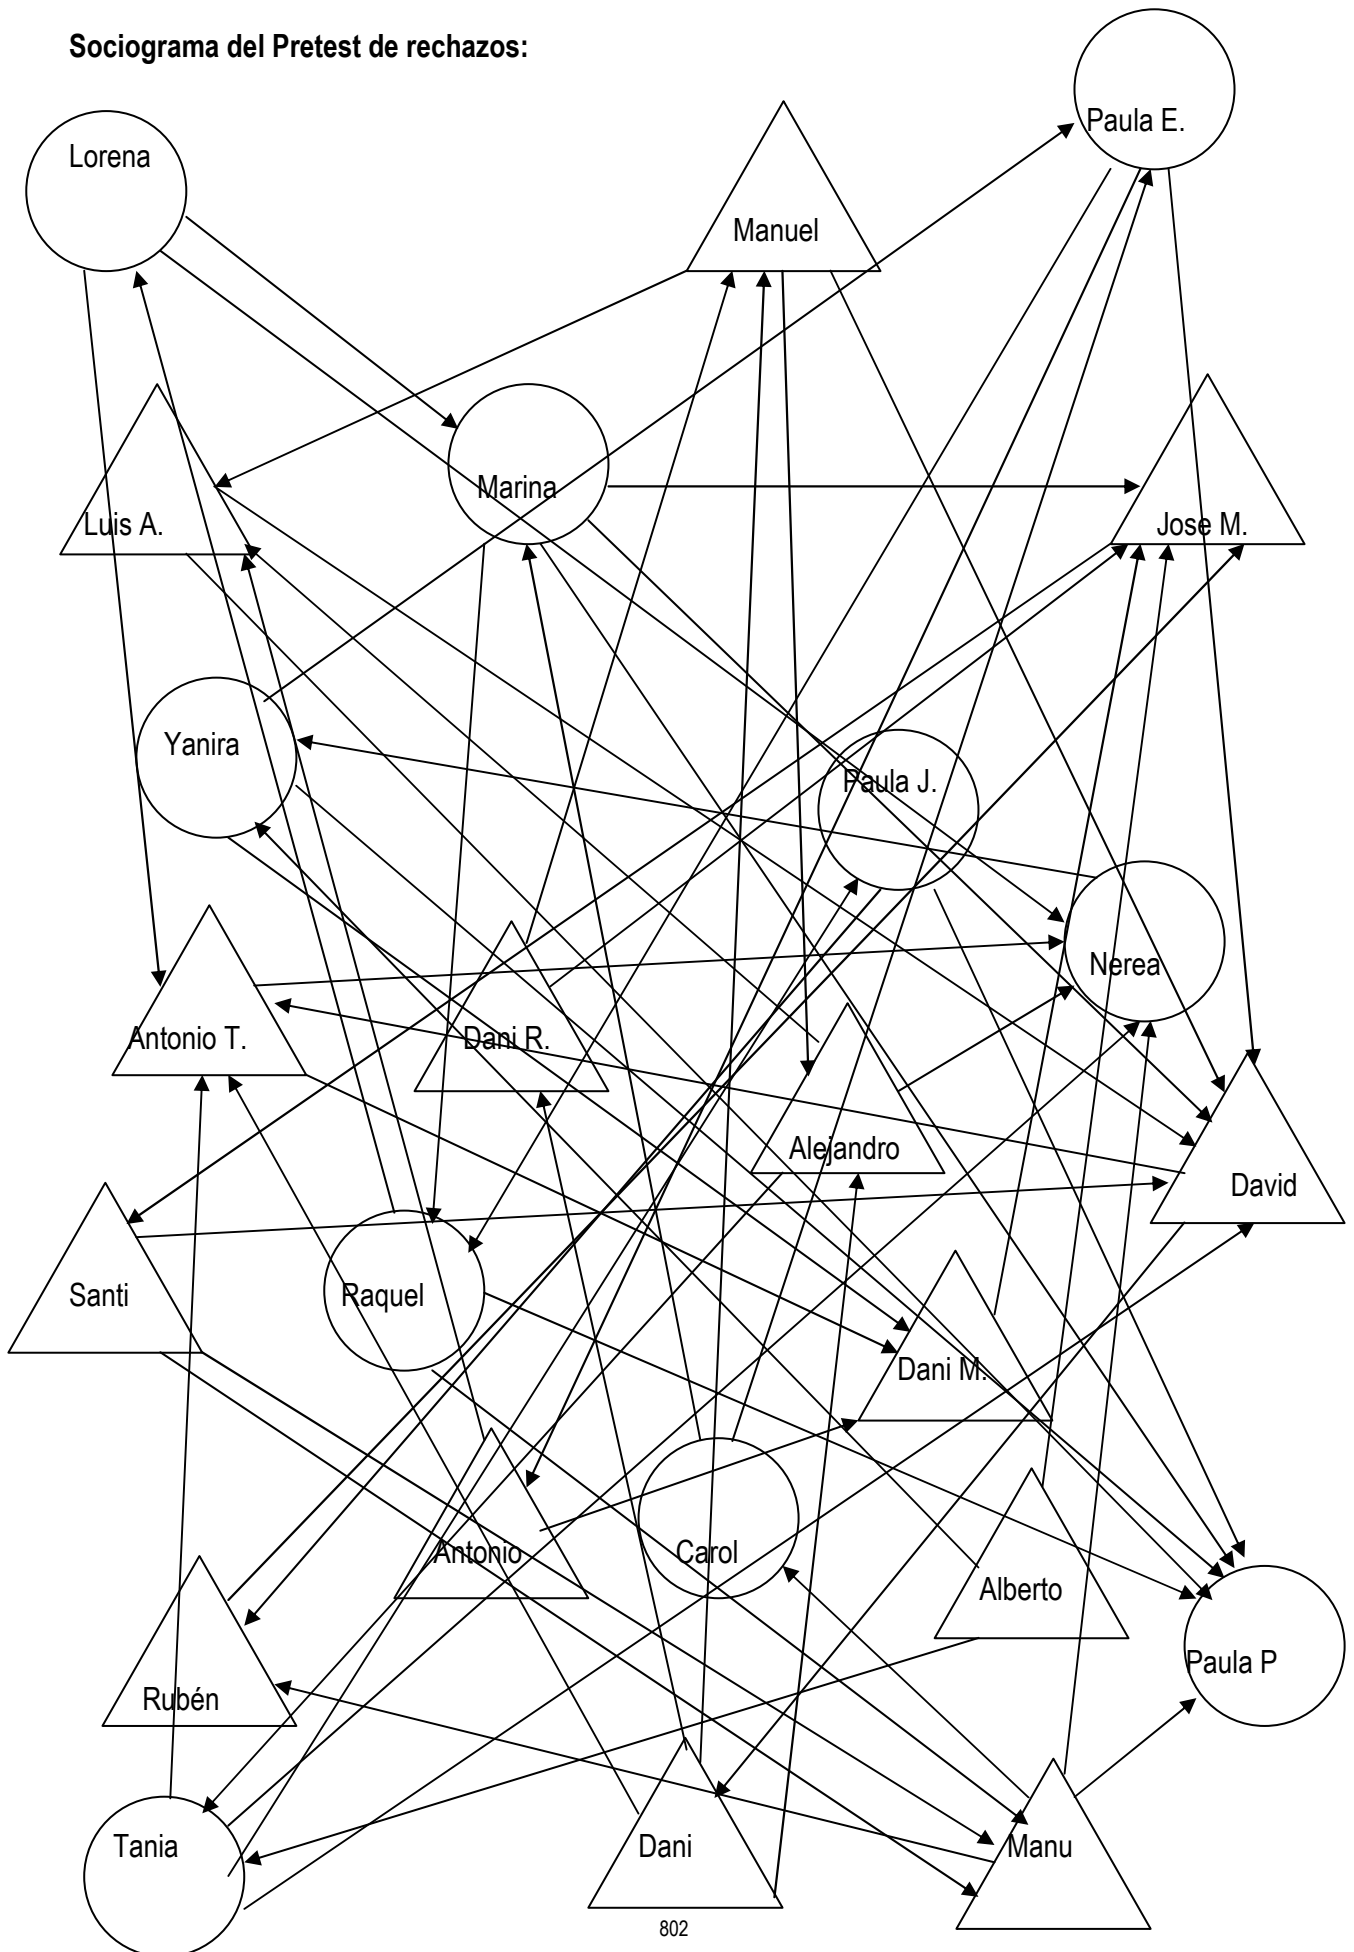 Sociograma del Pretest de rechazos:
Paula E.
Lorena
Manuel
Marina
Luis A.
Jose M.
Yanira
Paula J.
Nerea
Antonio T.
Dani R.
Alejandro
David
Santi
Raquel
Dani M.
Antonio
Carol
Alberto
Paula P
Rubén
Tania
Dani
Manu
802